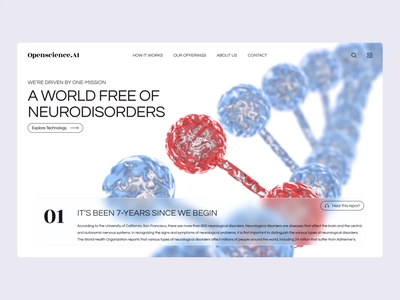 Openscience.AI
HOW IT WORKS
OUR OFFERINGS
ABOUT US
CONTACT
WE'RE DRIVEN BY ONE-MISSION
A WORLD FREE OF
NEURODISORDERS
Explore Technology
Hear this report
01
IT'S BEEN 7-YEARS SINCE WE BEGIN
According to the University of California, San Francisco, there are more than 600 neurological disorders. Neurological disorders are diseases that affect the brain and the central
and autonomic nervous systems. In recognizing the signs and symptoms of neurological problems, it is first important to distinguish the various types of neurological disorders.
The World Health Organization reports that various types of neurological disorders affect millions of people around the world, including 24 million that suffer from Alzheimer's.